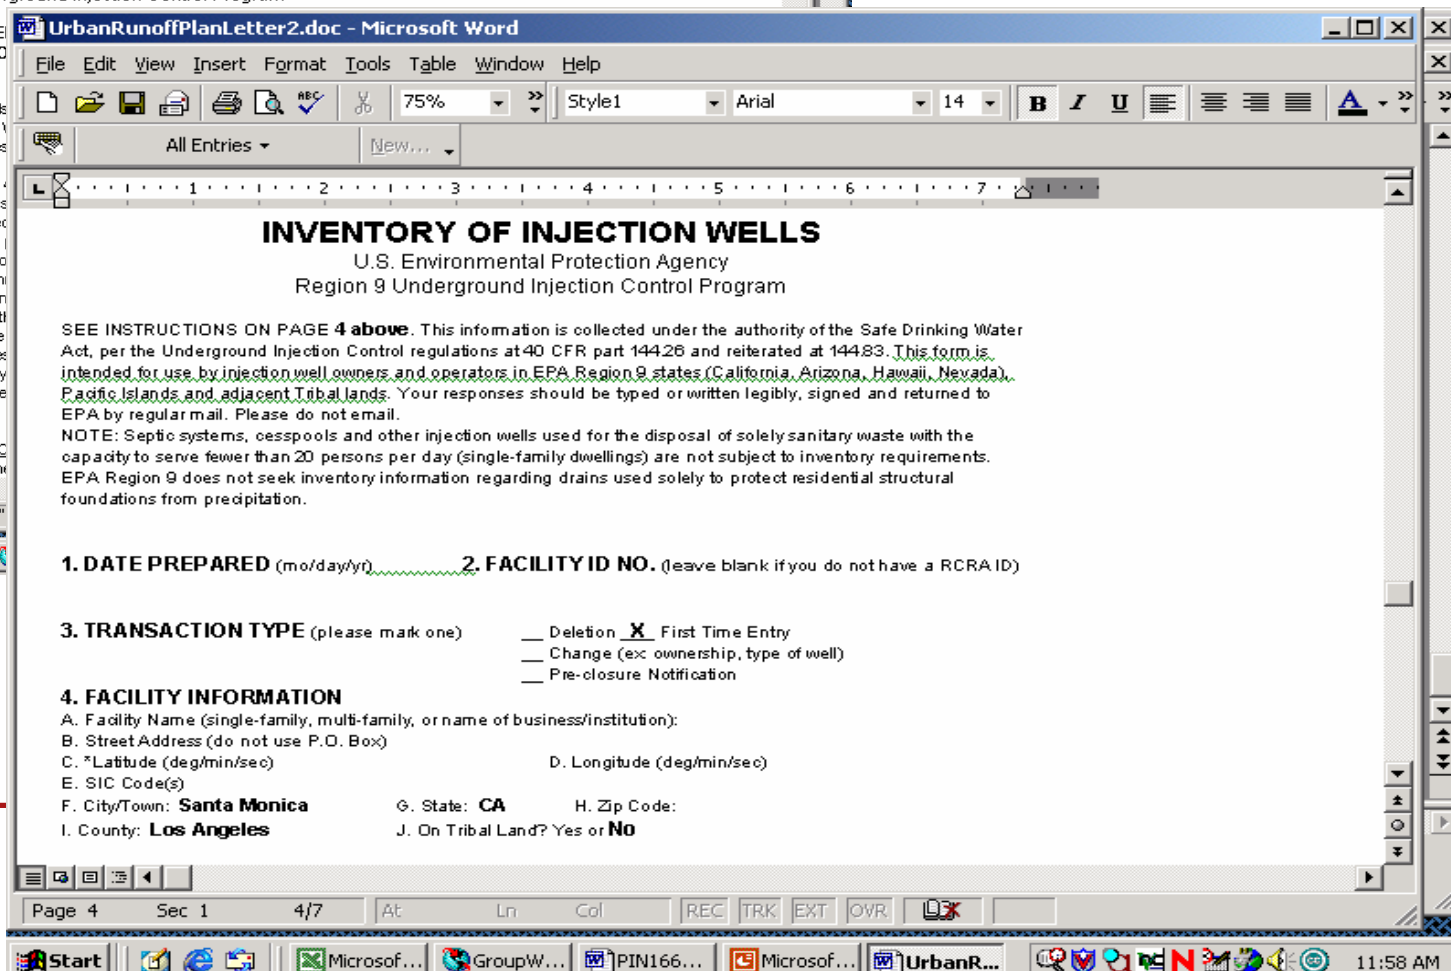 UrbanRunoffPlanLetter2.doc - Microsoft Word
File Edit View Insert Format Tools Table Window Help
75% Style1 Arial 14 B I U A
All Entries New...
1 2 3 4 5 6 7
INVENTORY OF INJECTION WELLS
U.S. Environmental Protection Agency
Region 9 Underground Injection Control Program
SEE INSTRUCTIONS ON PAGE 4 above. This information is collected under the authority of the Safe Drinking Water
Act, per the Underground Injection Control regulations at 40 CFR part 144.26 and reiterated at 144.83. This form is
intended for use by injection well owners and operators in EPA Region 9 states (California, Arizona, Hawaii, Nevada),
Pacific Islands and adjacent Tribal lands. Your responses should be typed or written legibly, signed and returned to
EPA by regular mail. Please do not email.
NOTE: Septic systems, cesspools and other injection wells used for the disposal of solely sanitary waste with the
capacity to serve fewer than 20 persons per day (single-family dwellings) are not subject to inventory requirements.
EPA Region 9 does not seek inventory information regarding drains used solely to protect residential structural
foundations from precipitation.
1. DATE PREPARED (mo/day/yr) 2. FACILITY ID NO. (leave blank if you do not have a RCRA ID)
3. TRANSACTION TYPE (please mark one) __ Deletion _X_ First Time Entry
__ Change (ex: ownership, type of well)
__ Pre-closure Notification
4. FACILITY INFORMATION
A. Facility Name (single-family, multi-family, or name of business/institution):
B. Street Address (do not use P.O. Box)
C. *Latitude (deg/min/sec) D. Longitude (deg/min/sec)
E. SIC Code(s)
F. City/Town: Santa Monica G. State: CA H. Zip Code:
I. County: Los Angeles J. On Tribal Land? Yes or No
Page 4 Sec 1 4/7 At Ln Col REC TRK EXT OVR
Start Microsof... GroupW... PIN166... Microsof... UrbanR... 11:58 AM